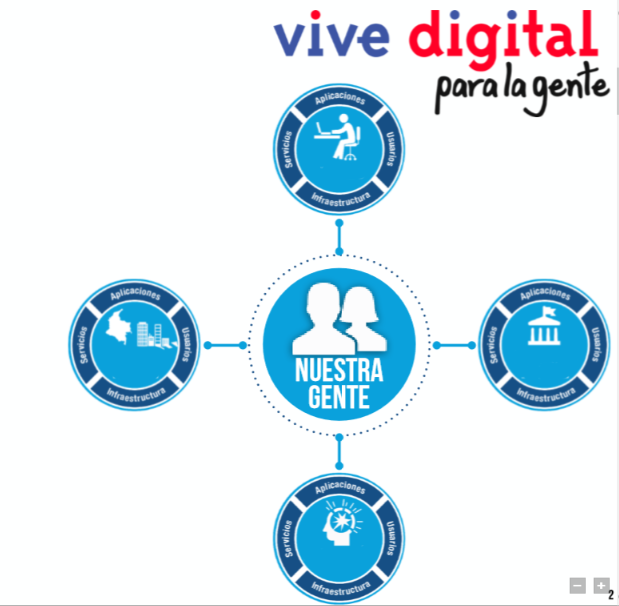 vive digital
para la gente
Aplicaciones
Servicios
Usuarios
Infraestructura
Aplicaciones
Servicios
Usuarios
Infraestructura
NUESTRA
GENTE
Aplicaciones
Servicios
Usuarios
Infraestructura
Aplicaciones
Servicios
Usuarios
Infraestructura
2